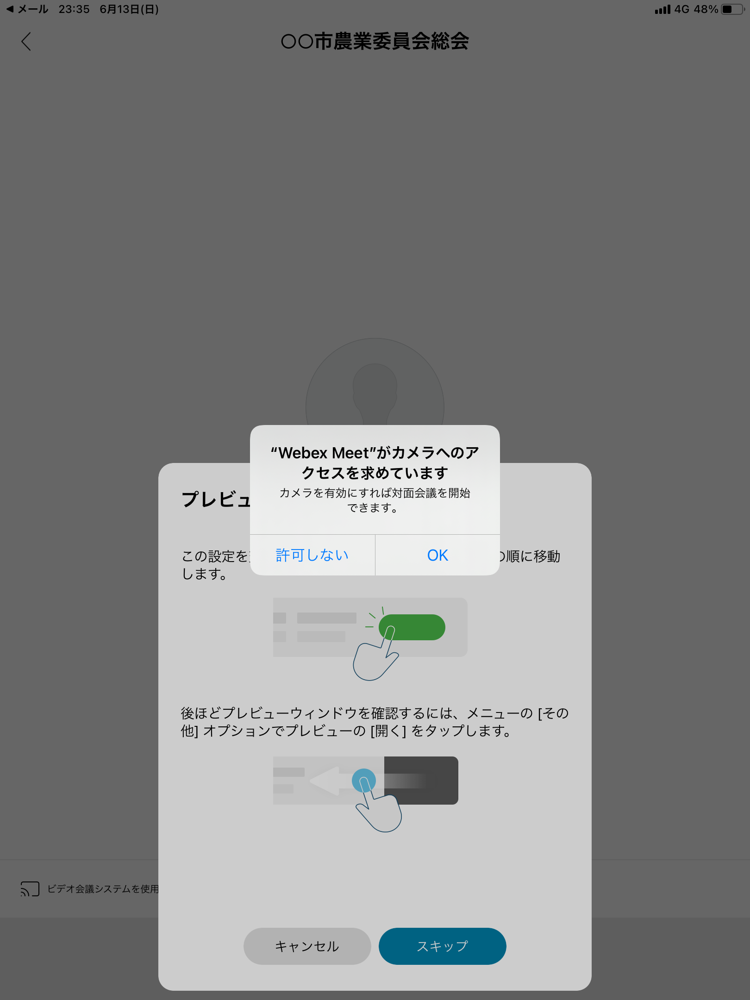 メール 23:35 6月13日(日) 4G 48%
〇〇市農業委員会総会
“Webex Meet”がカメラへのア
クセスを求めています
カメラを有効にすれば対面会議を開始
できます。
許可しない OK
プレビュ
この設定を の順に移動
します。
後ほどプレビューウィンドウを確認するには、メニューの [その
他] オプションでプレビューの [開く] をタップします。
ビデオ会議システムを使用
キャンセル スキップ